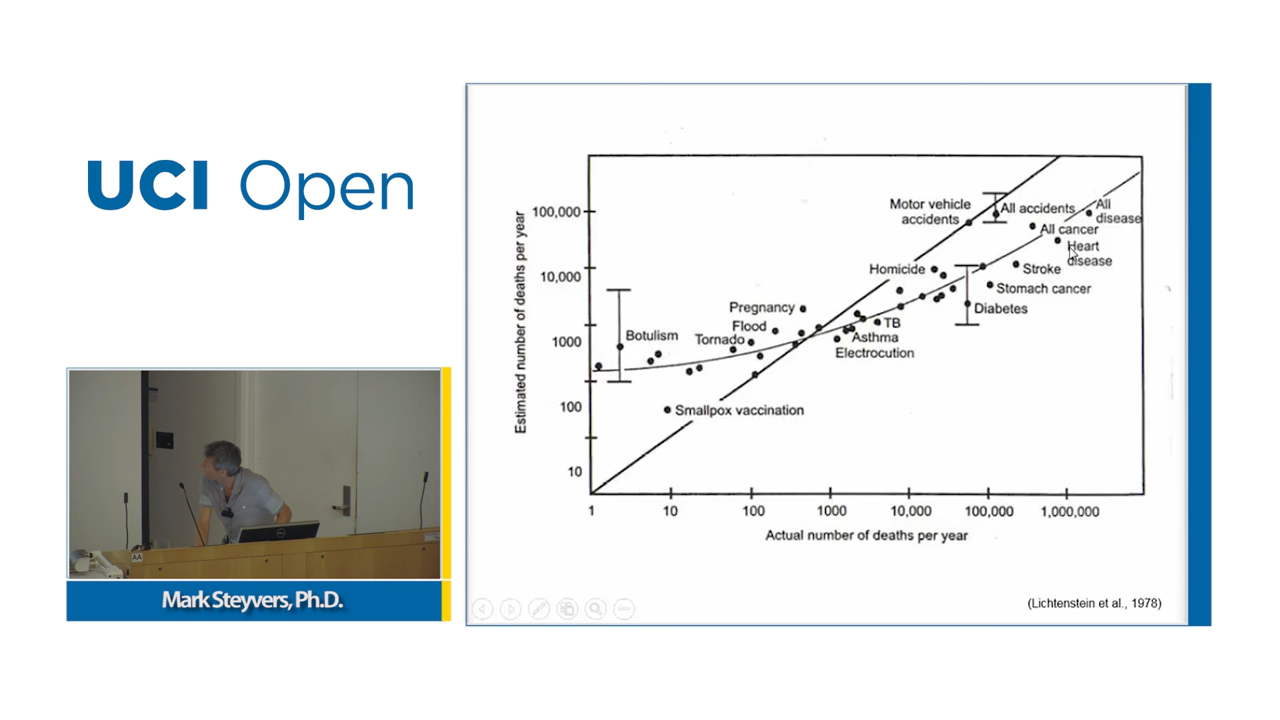 UCI Open
Mark Steyvers, Ph.D.
AA
DELL
Estimated number of deaths per year
100,000
10,000
1000
100
10
Motor vehicle
accidents
All accidents
All
disease
All cancer
Heart
disease
Homicide
Stroke
Stomach cancer
Diabetes
Pregnancy
Flood
Tornado
Botulism
TB
Asthma
Electrocution
Smallpox vaccination
1
10
100
1000
10,000
100,000
1,000,000
Actual number of deaths per year
(Lichtenstein et al., 1978)